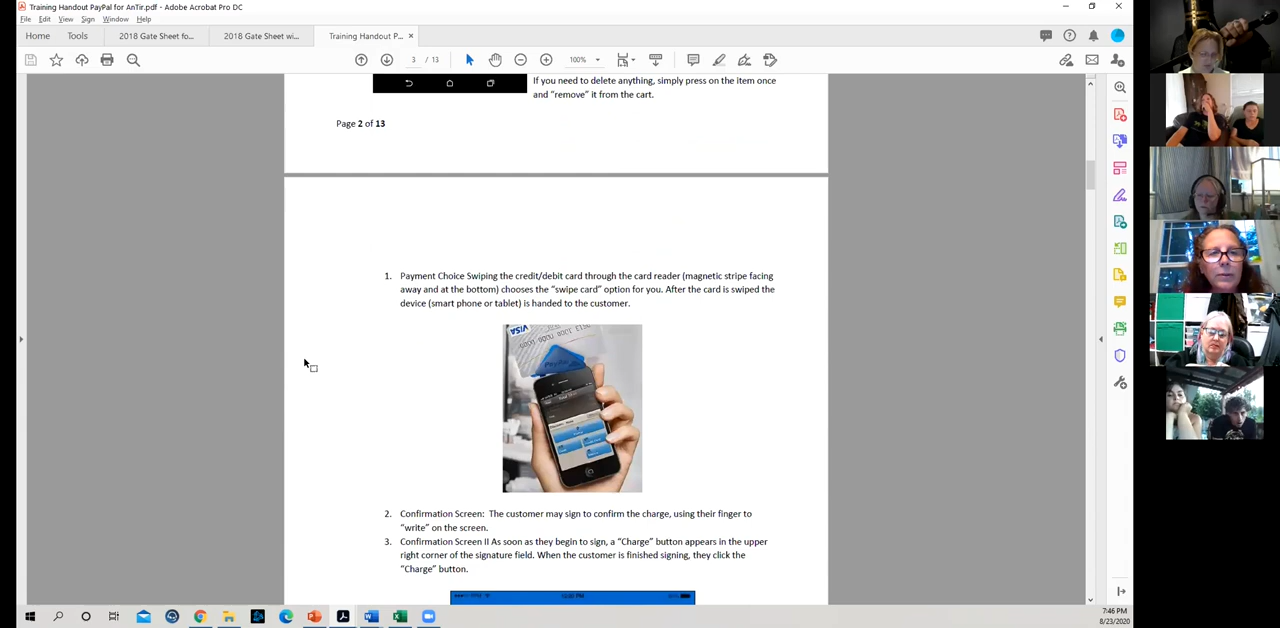 Training Handout PayPal for AnTir.pdf - Adobe Acrobat Pro DC
File Edit View Sign Window Help
Home Tools 2018 Gate Sheet fo... 2018 Gate Sheet wi... Training Handout P... ×
3 / 13 100%
If you need to delete anything, simply press on the item once
and “remove” it from the cart.
Page 2 of 13
1. Payment Choice Swiping the credit/debit card through the card reader (magnetic stripe facing
away and at the bottom) chooses the “swipe card” option for you. After the card is swiped the
device (smart phone or tablet) is handed to the customer.
VISA
PayPal
2. Confirmation Screen: The customer may sign to confirm the charge, using their finger to
“write” on the screen.
3. Confirmation Screen II As soon as they begin to sign, a “Charge” button appears in the upper
right corner of the signature field. When the customer is finished signing, they click the
“Charge” button.
7:46 PM
8/23/2020